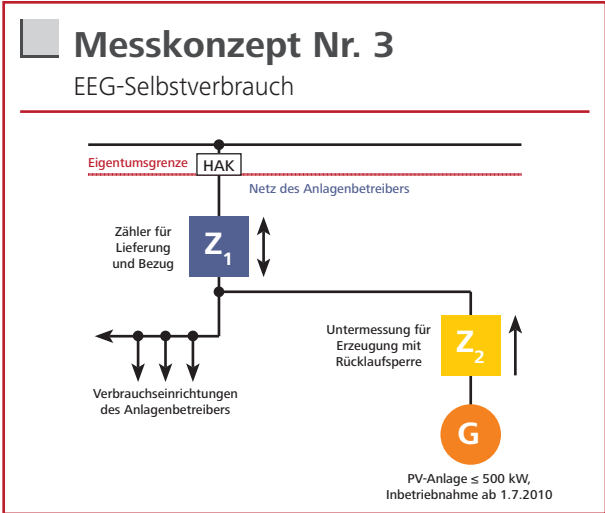 Messkonzept Nr. 3
EEG-Selbstverbrauch
Eigentumsgrenze
HAK
Netz des Anlagenbetreibers
Zähler für
Lieferung
und Bezug
Z1
Untermessung für
Erzeugung mit
Rücklaufsperre
Z2
Verbrauchseinrichtungen
des Anlagenbetreibers
G
PV-Anlage ≤ 500 kW,
Inbetriebnahme ab 1.7.2010